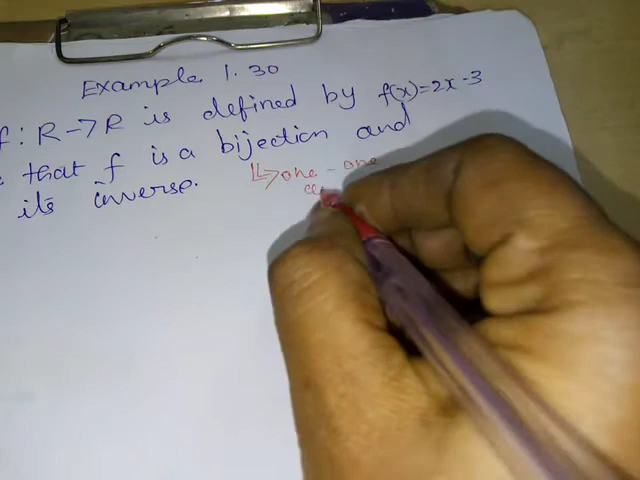 Example 1.30
f: R→R is defined by f(x)=2x-3
that f is a bijection and
its inverse.
↳ one - one